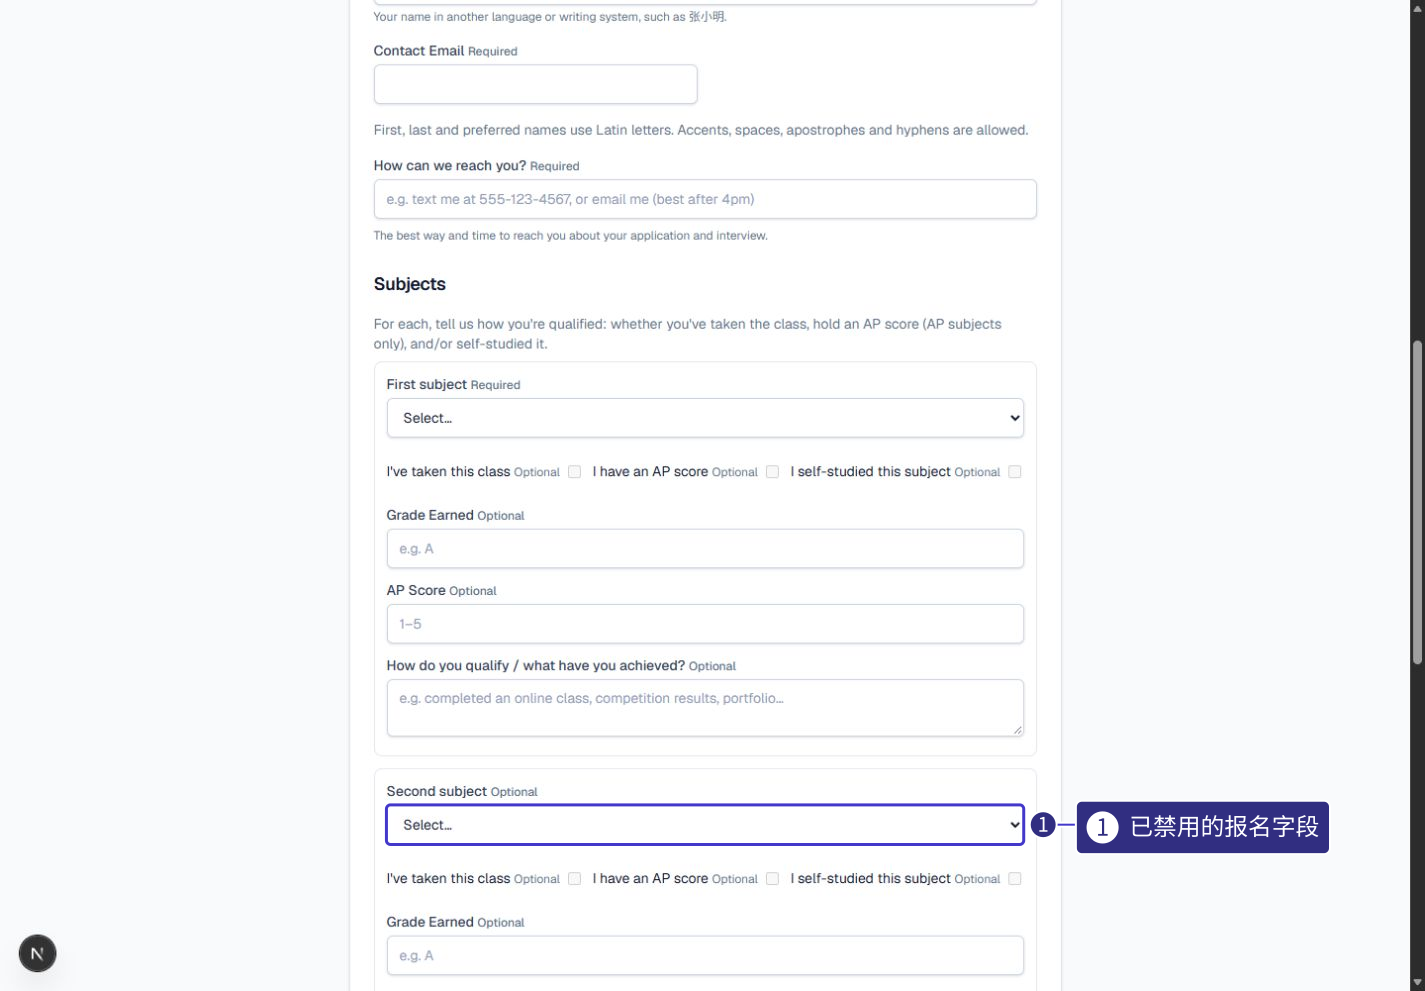 Your name in another language or writing system, such as 张小明.
Contact Email Required
First, last and preferred names use Latin letters. Accents, spaces, apostrophes and hyphens are allowed.
How can we reach you? Required
e.g. text me at 555-123-4567, or email me (best after 4pm)
The best way and time to reach you about your application and interview.
Subjects
For each, tell us how you're qualified: whether you've taken the class, hold an AP score (AP subjects
only), and/or self-studied it.
First subject Required
Select...
I've taken this class Optional
I have an AP score Optional
I self-studied this subject Optional
Grade Earned Optional
e.g. A
AP Score Optional
1–5
How do you qualify / what have you achieved? Optional
e.g. completed an online class, competition results, portfolio...
Second subject Optional
Select...
1
1 已禁用的报名字段
I've taken this class Optional
I have an AP score Optional
I self-studied this subject Optional
Grade Earned Optional
e.g. A
N